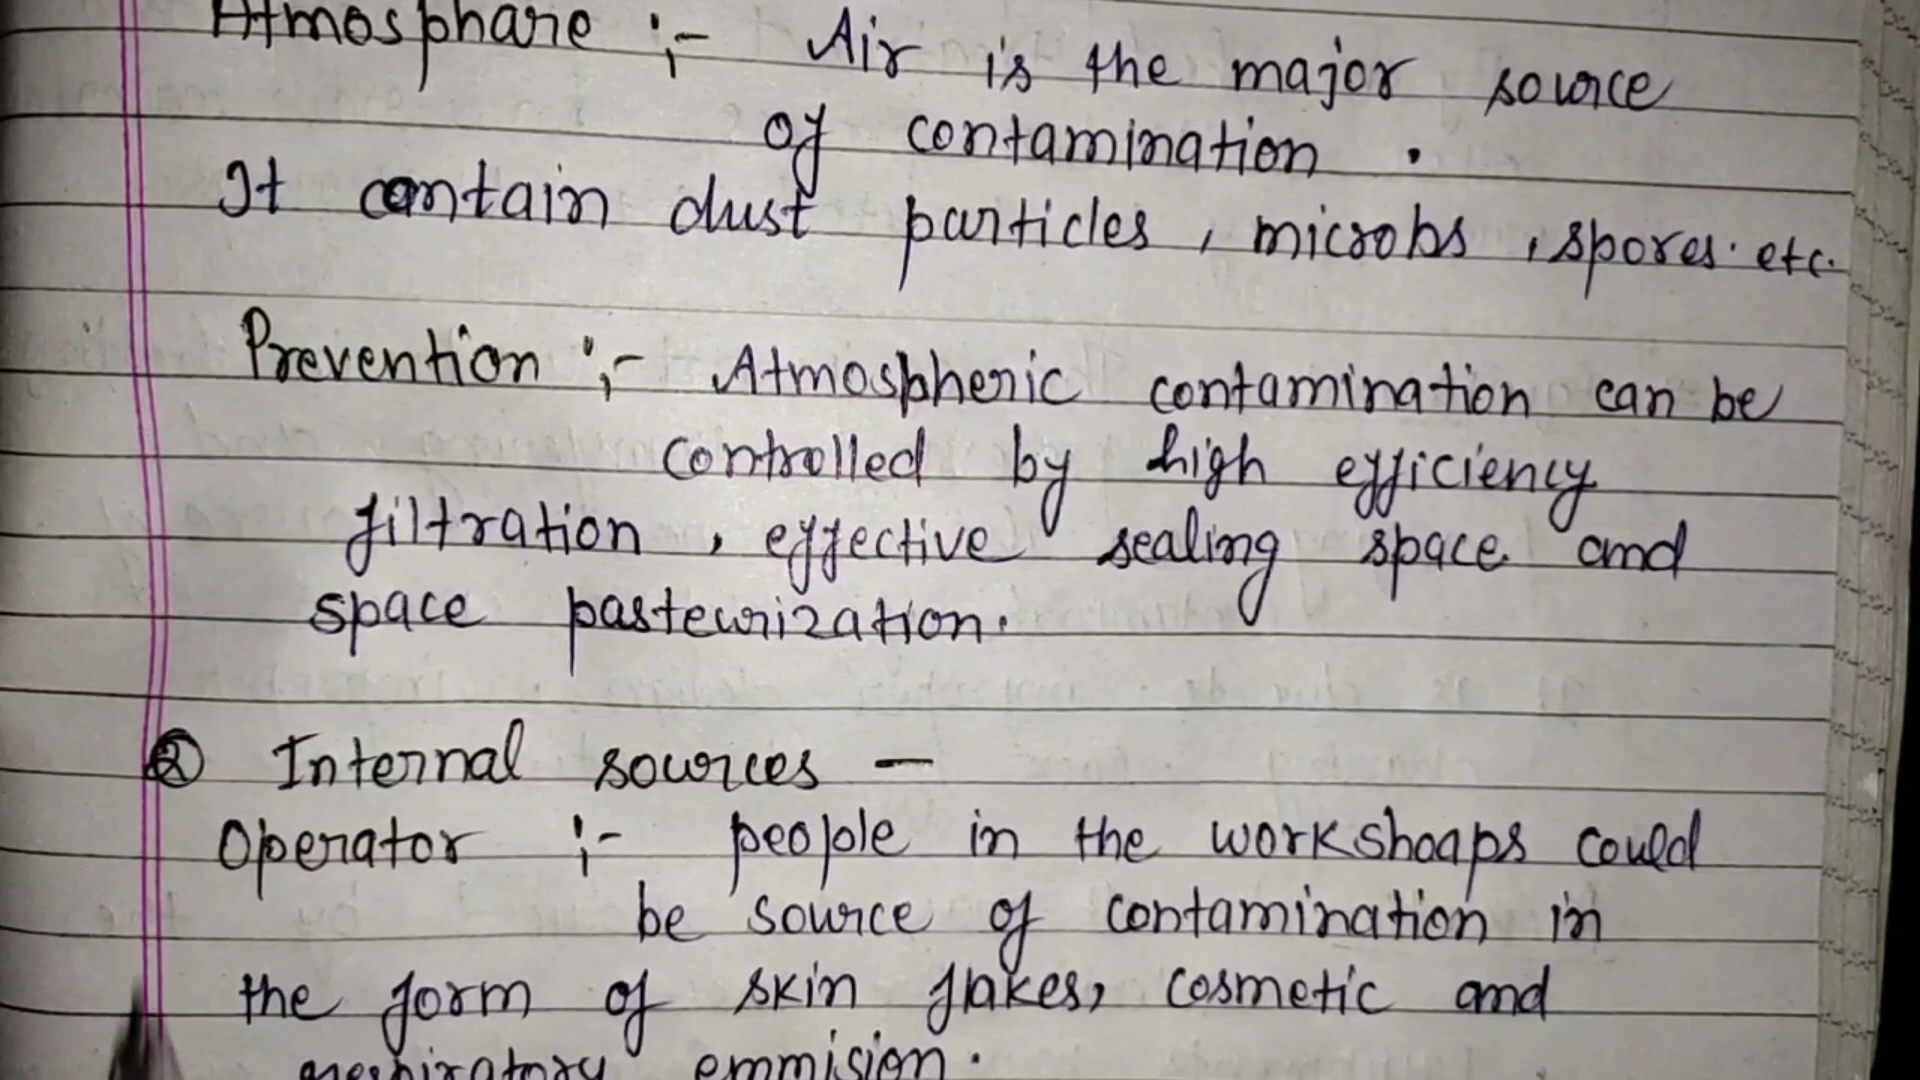 Atmosphare :- Air is the major source
of contamination .
It contain dust particles , microbs , spores. etc.
Prevention :- Atmospheric contamination can be
controlled by high efficiency
filtration , effective sealing space and
space pasteurization.
② Internal sources —
Operator :- people in the workshoaps could
be source of contamination in
the form of skin flakes, cosmetic and
respiratory emmision .